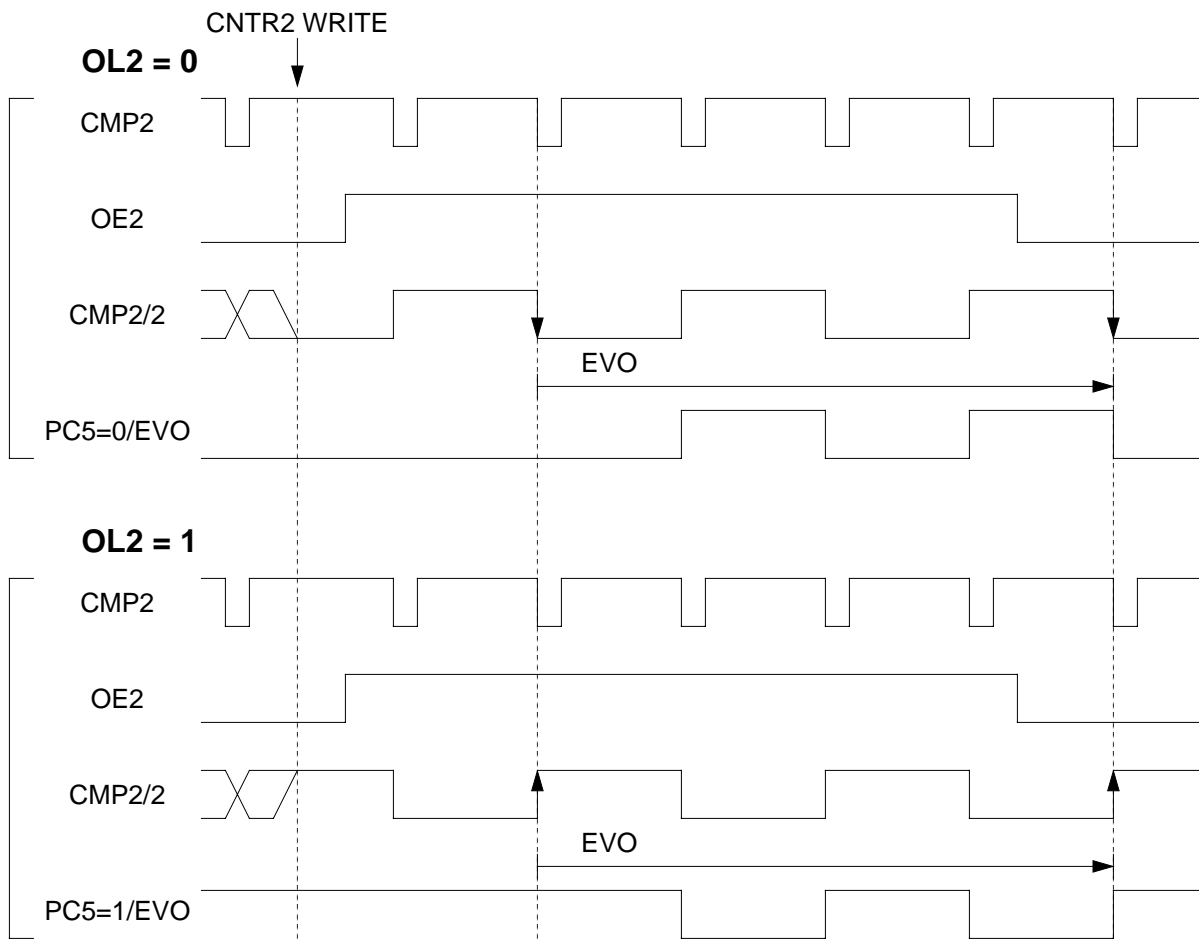 CNTR2 WRITE
OL2 = 0
CMP2
OE2
CMP2/2
EVO
PC5=0/EVO
OL2 = 1
CMP2
OE2
CMP2/2
EVO
PC5=1/EVO